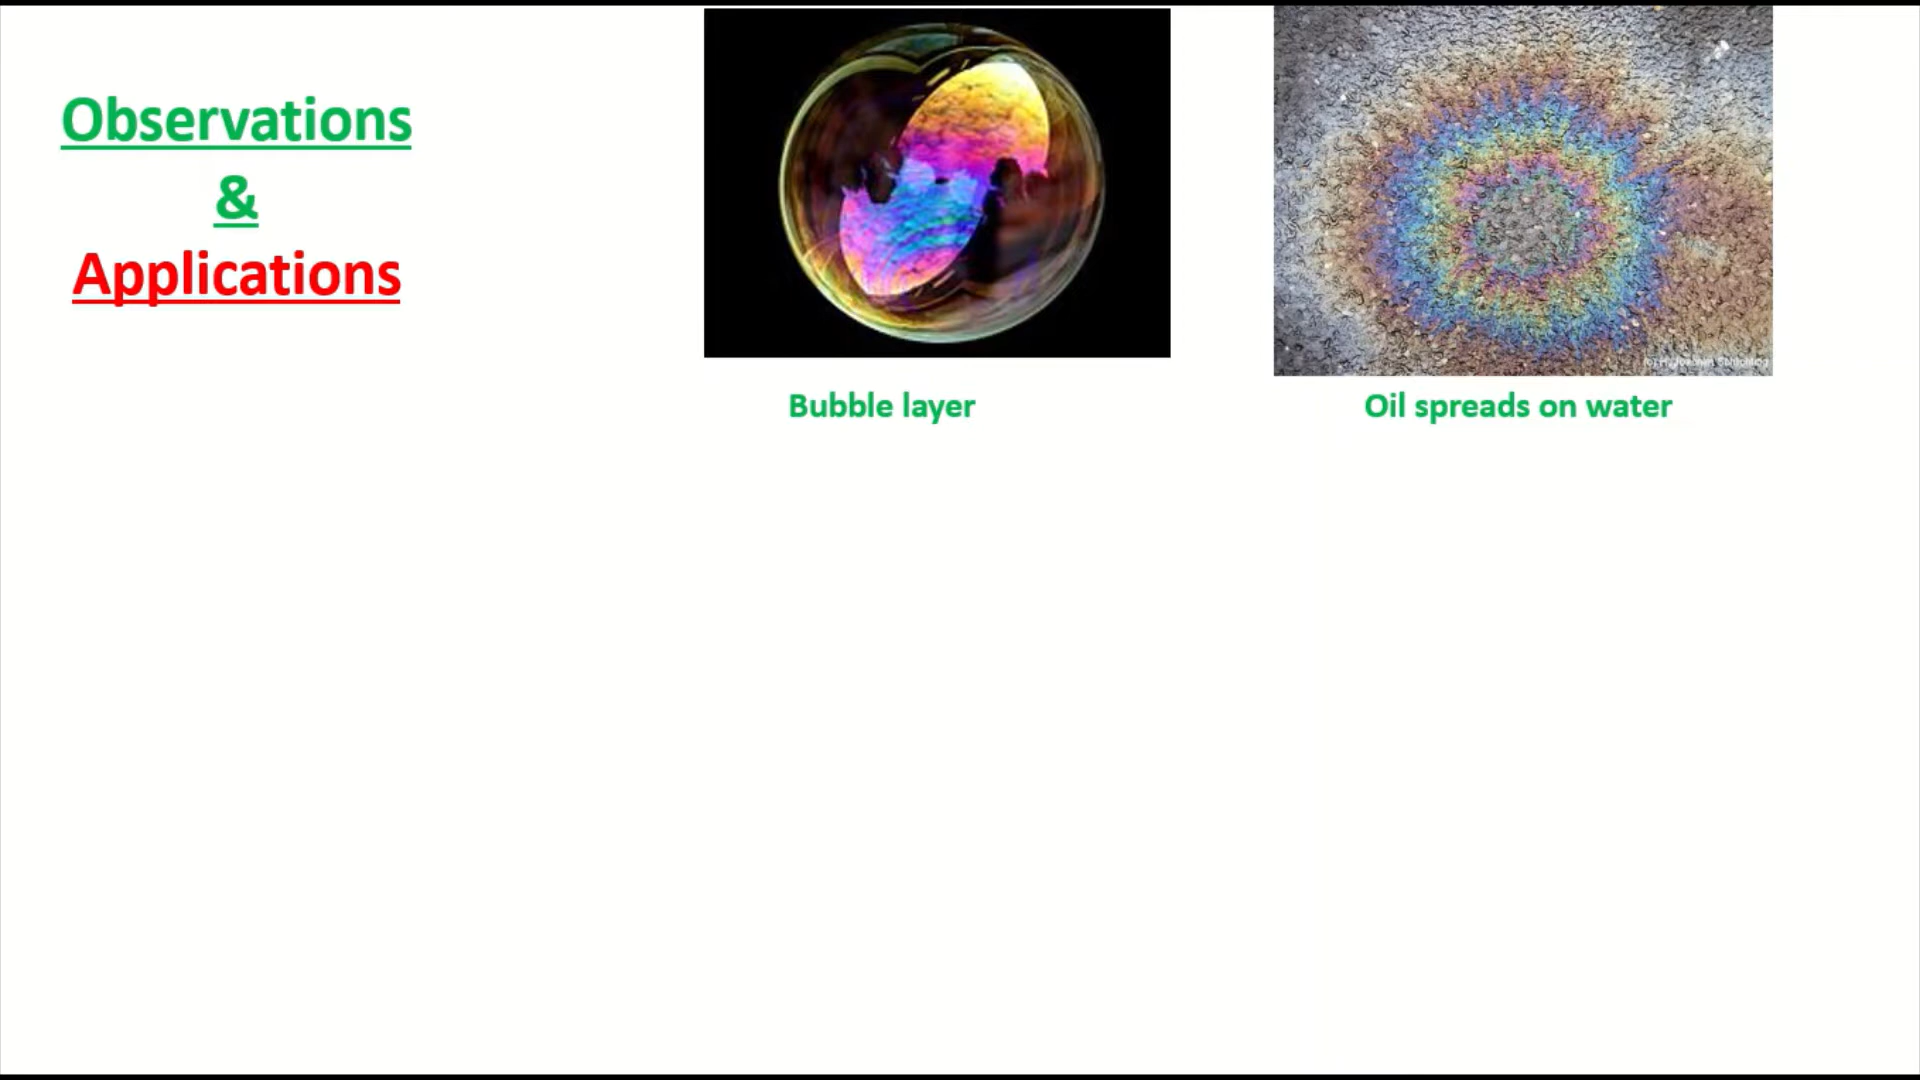 Observations
&
Applications
Bubble layer
Oil spreads on water